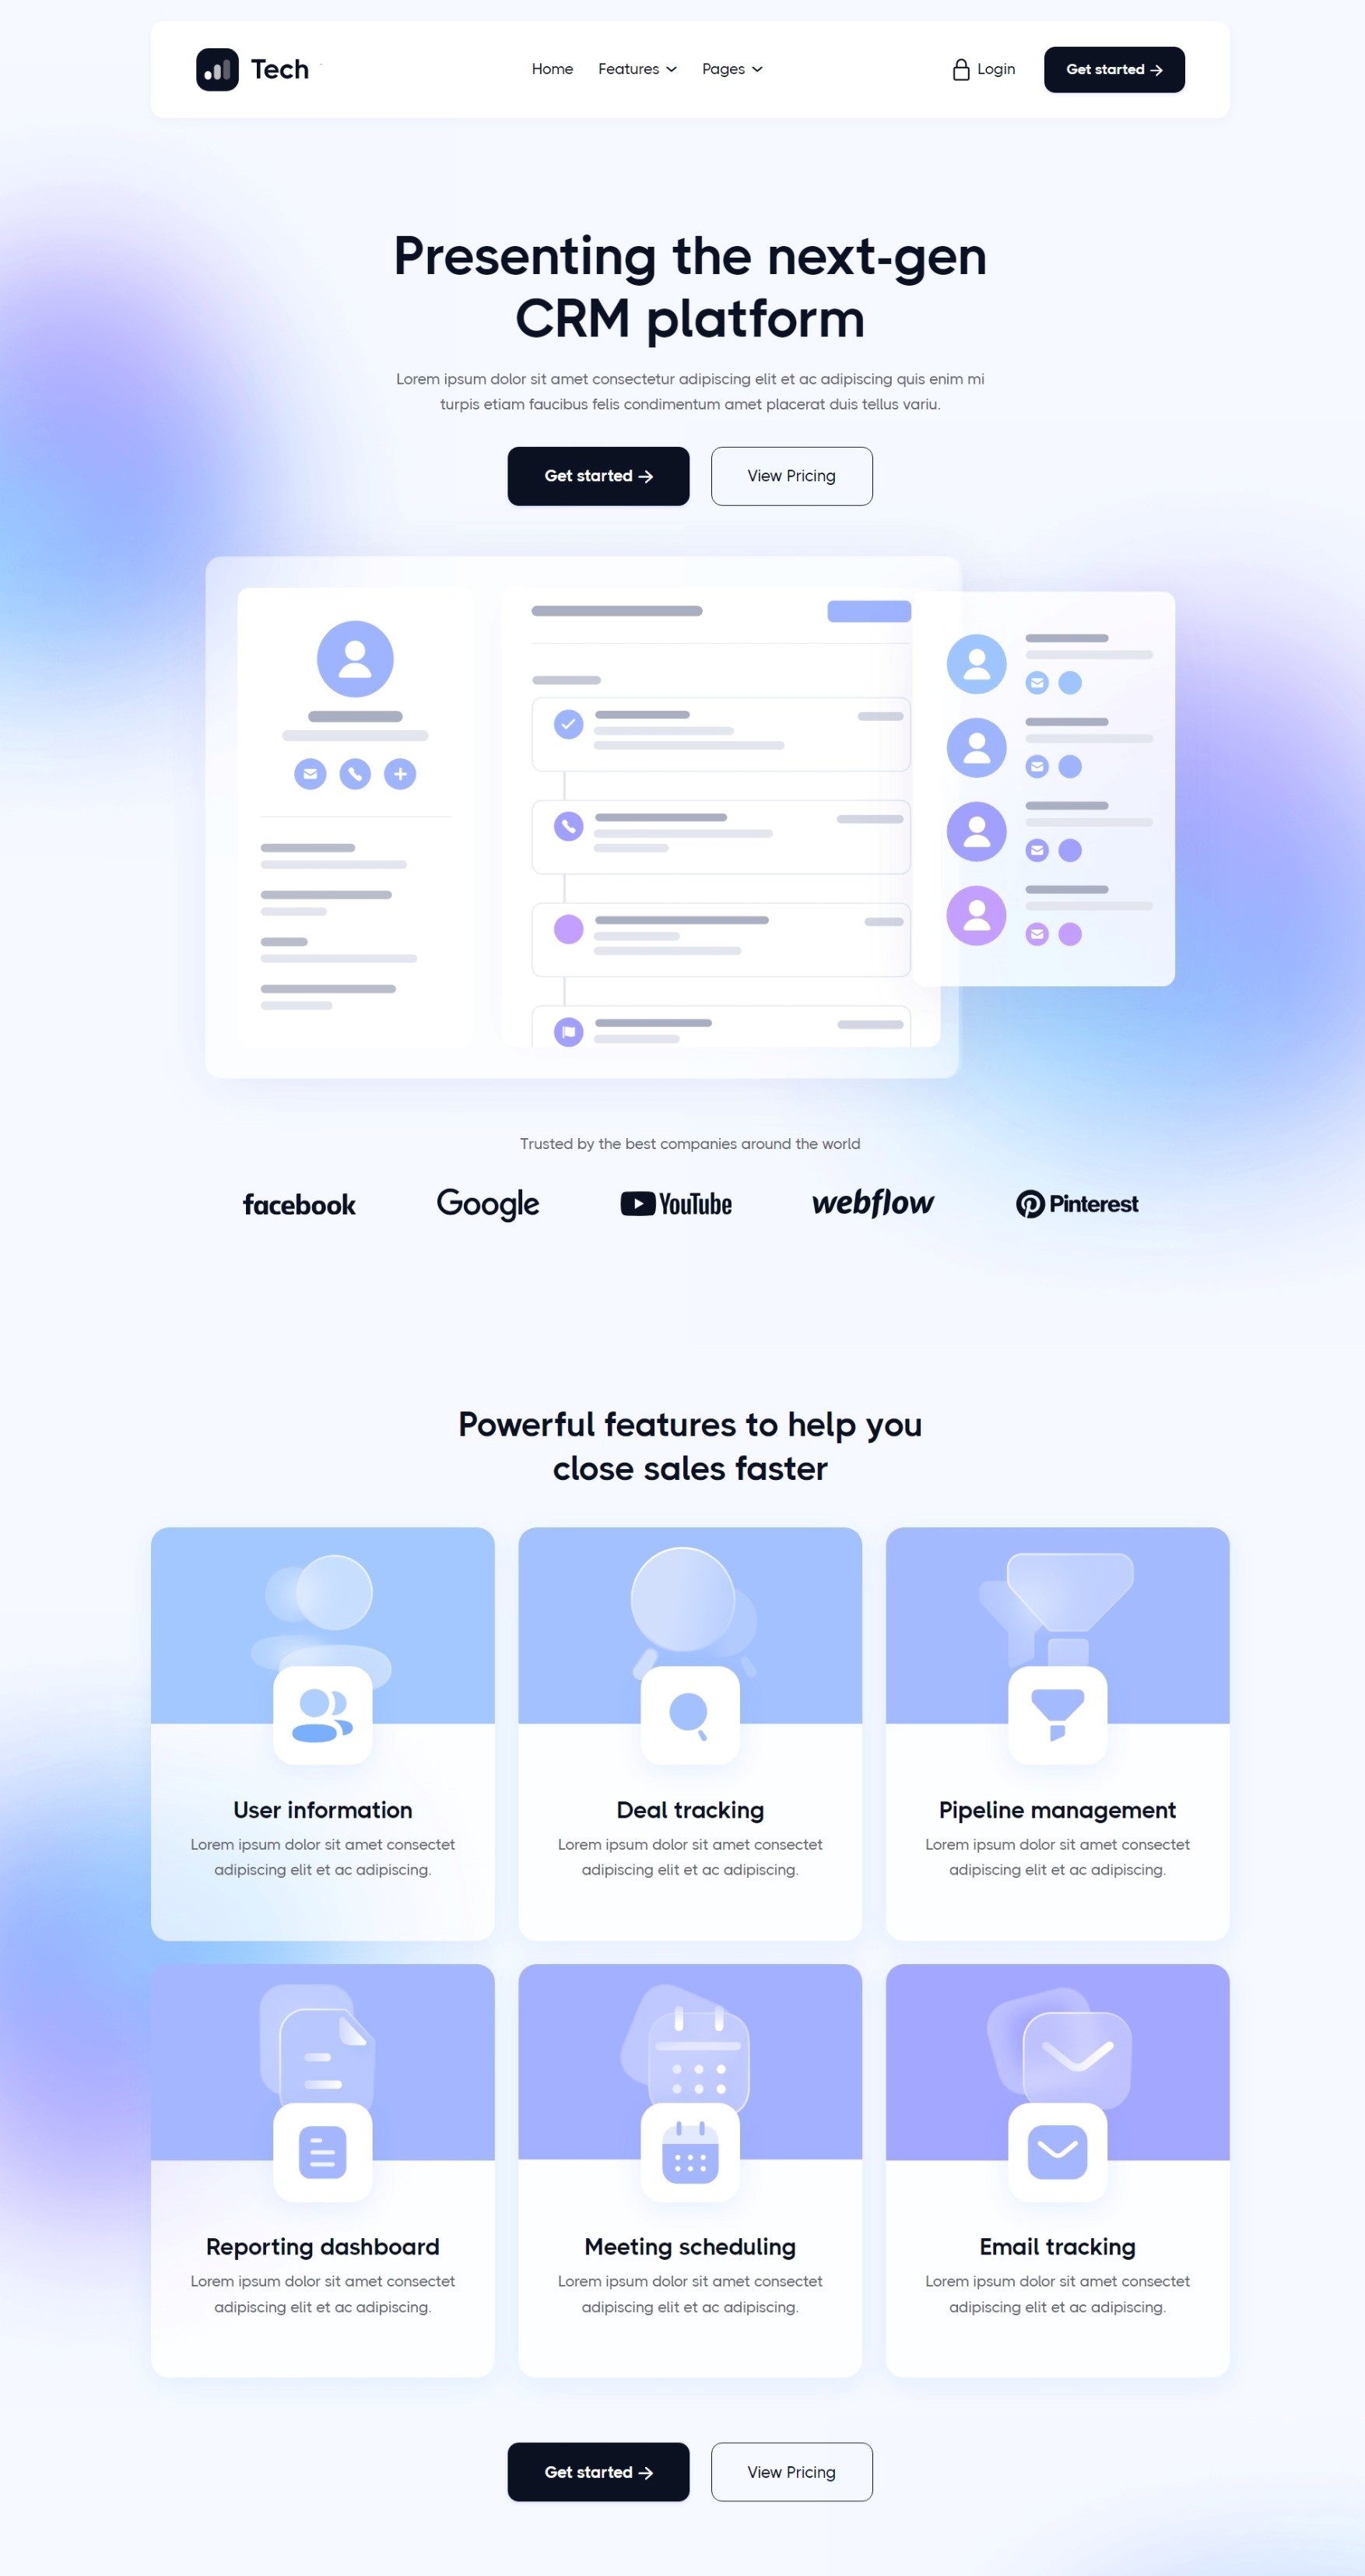 Tech
Home
Features
Pages
Login
Get started
Presenting the next-gen
CRM platform
Lorem ipsum dolor sit amet consectetur adipiscing elit et ac adipiscing quis enim mi
turpis etiam faucibus felis condimentum amet placerat duis tellus variu.
Get started
View Pricing
Trusted by the best companies around the world
facebook
Google
YouTube
webflow
Pinterest
Powerful features to help you
close sales faster
User information
Lorem ipsum dolor sit amet consectet
adipiscing elit et ac adipiscing.
Deal tracking
Lorem ipsum dolor sit amet consectet
adipiscing elit et ac adipiscing.
Pipeline management
Lorem ipsum dolor sit amet consectet
adipiscing elit et ac adipiscing.
Reporting dashboard
Lorem ipsum dolor sit amet consectet
adipiscing elit et ac adipiscing.
Meeting scheduling
Lorem ipsum dolor sit amet consectet
adipiscing elit et ac adipiscing.
Email tracking
Lorem ipsum dolor sit amet consectet
adipiscing elit et ac adipiscing.
Get started
View Pricing